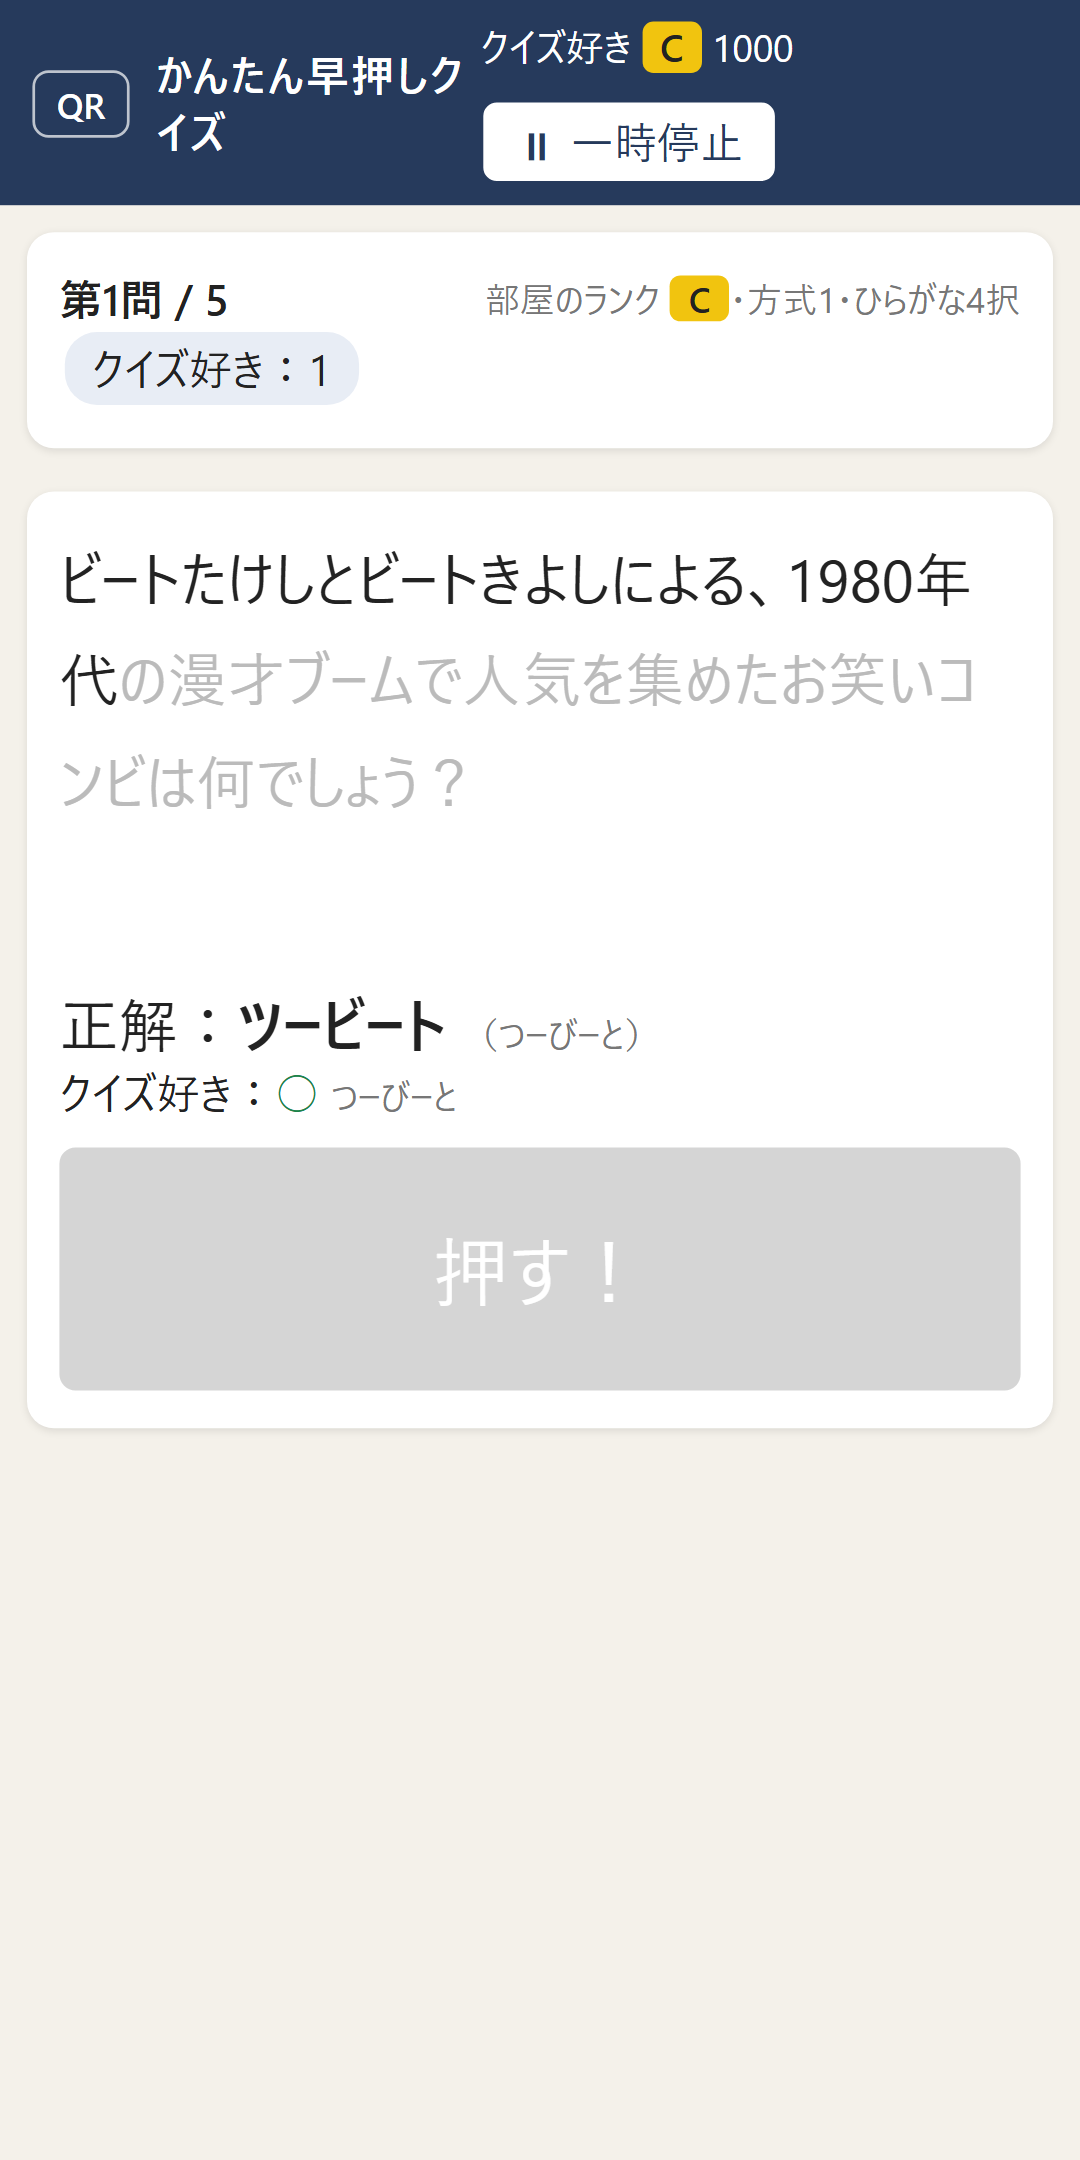 QR
かんたん早押しク
イズ
クイズ好き C 1000
⏸ 一時停止
第1問 / 5
部屋のランク C ・方式1・ひらがな4択
クイズ好き：1
ビートたけしとビートきよしによる、1980年
代の漫才ブームで人気を集めたお笑いコ
ンビは何でしょう？
正解：ツービート （つーびーと）
クイズ好き：○ つーびーと
押す！